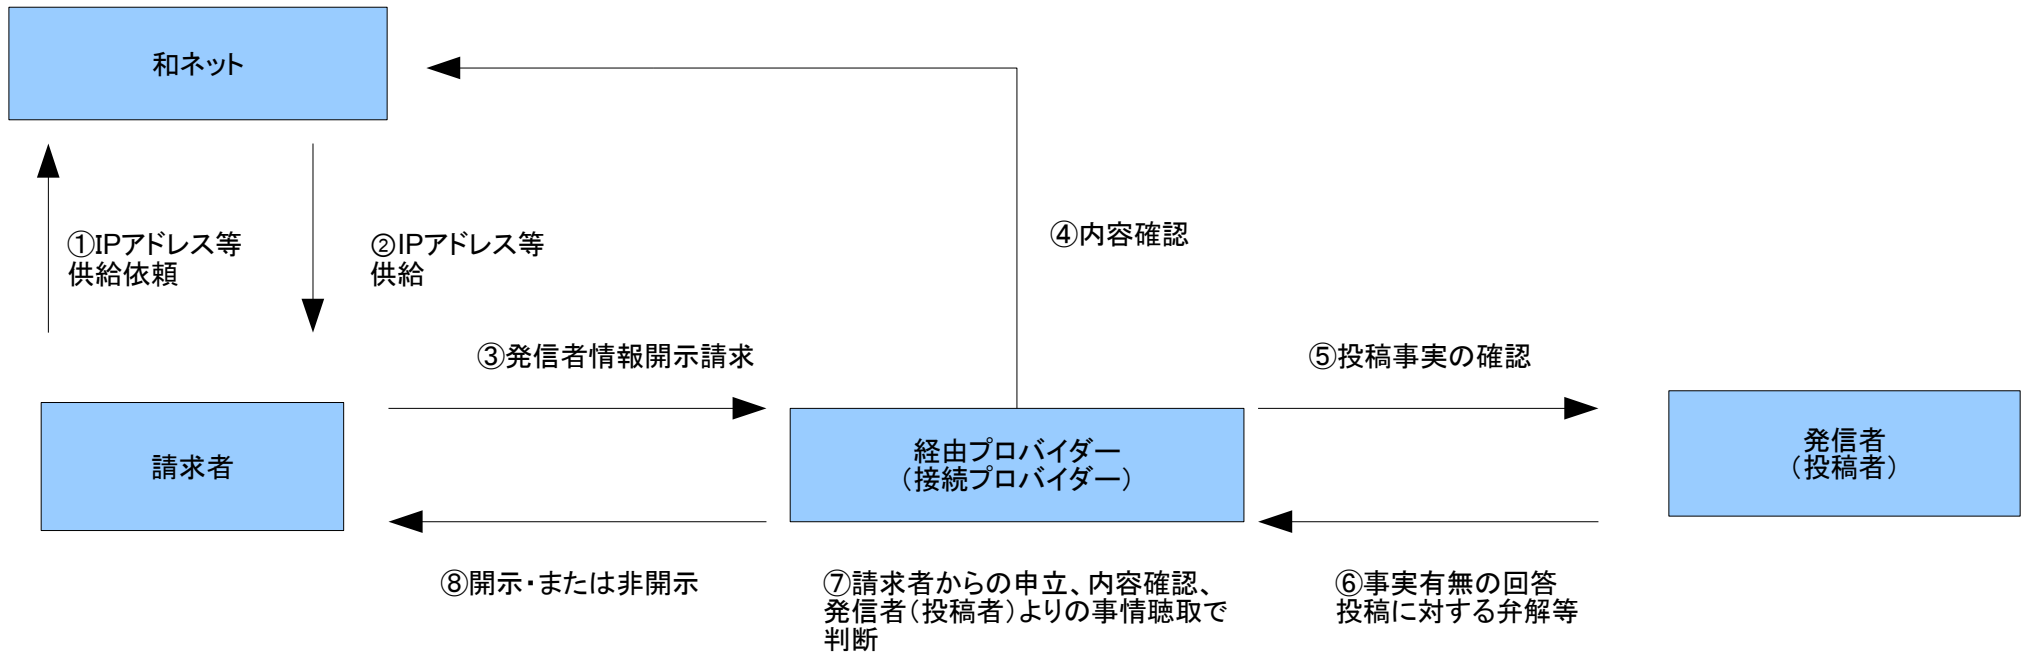 和ネット
①IPアドレス等
供給依頼
②IPアドレス等
供給
④内容確認
③発信者情報開示請求
⑤投稿事実の確認
請求者
経由プロバイダー
（接続プロバイダー）
発信者
（投稿者）
⑧開示・または非開示
⑦請求者からの申立、内容確認、
発信者（投稿者）よりの事情聴取で
判断
⑥事実有無の回答
投稿に対する弁解等